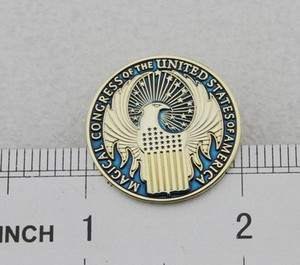 MAGICAL CONGRESS OF THE UNITED STATES OF AMERICA
INCH 1 2